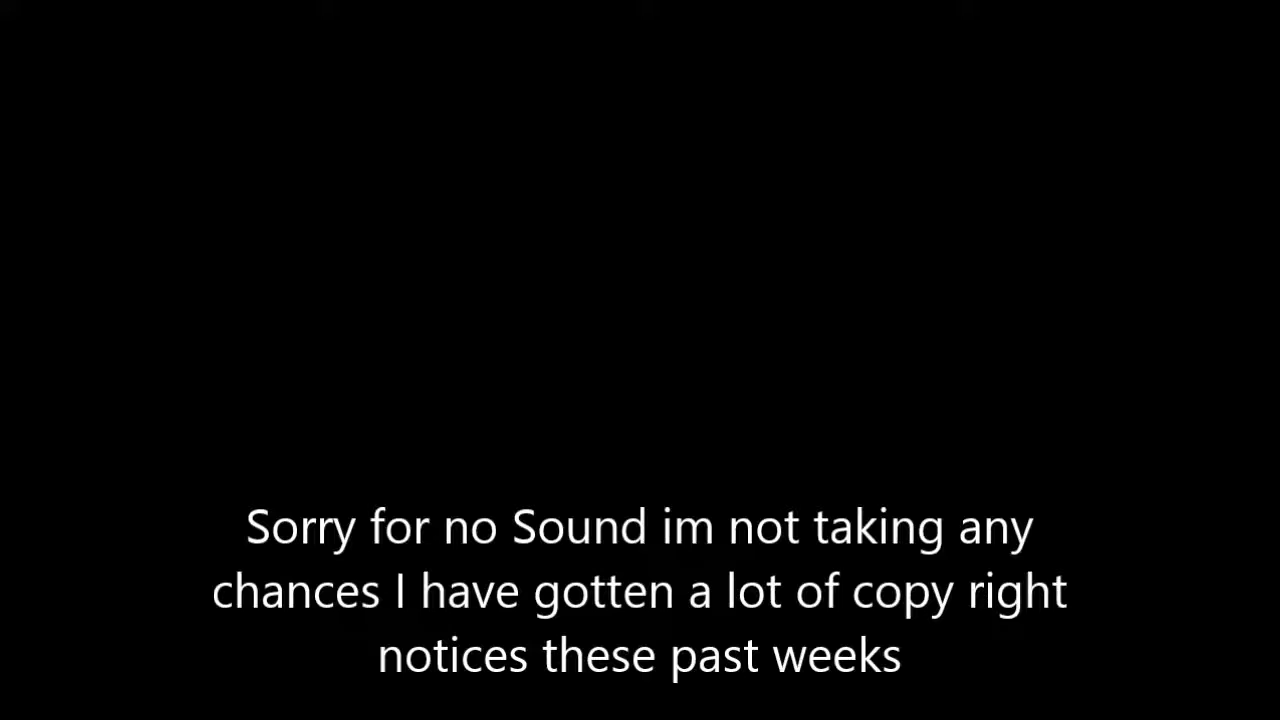 Sorry for no Sound im not taking any
chances I have gotten a lot of copy right
notices these past weeks